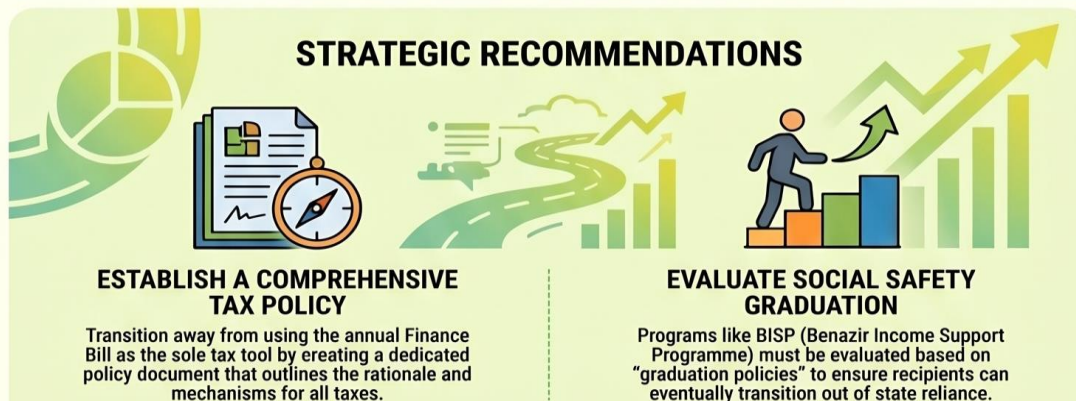 STRATEGIC RECOMMENDATIONS
ESTABLISH A COMPREHENSIVE
TAX POLICY
Transition away from using the annual Finance
Bill as the sole tax tool by ereating a dedicated
policy document that outlines the rationale and
mechanisms for all taxes.
EVALUATE SOCIAL SAFETY
GRADUATION
Programs like BISP (Benazir Income Support
Programme) must be evaluated based on
“graduation policies” to ensure recipients can
eventually transition out of state reliance.